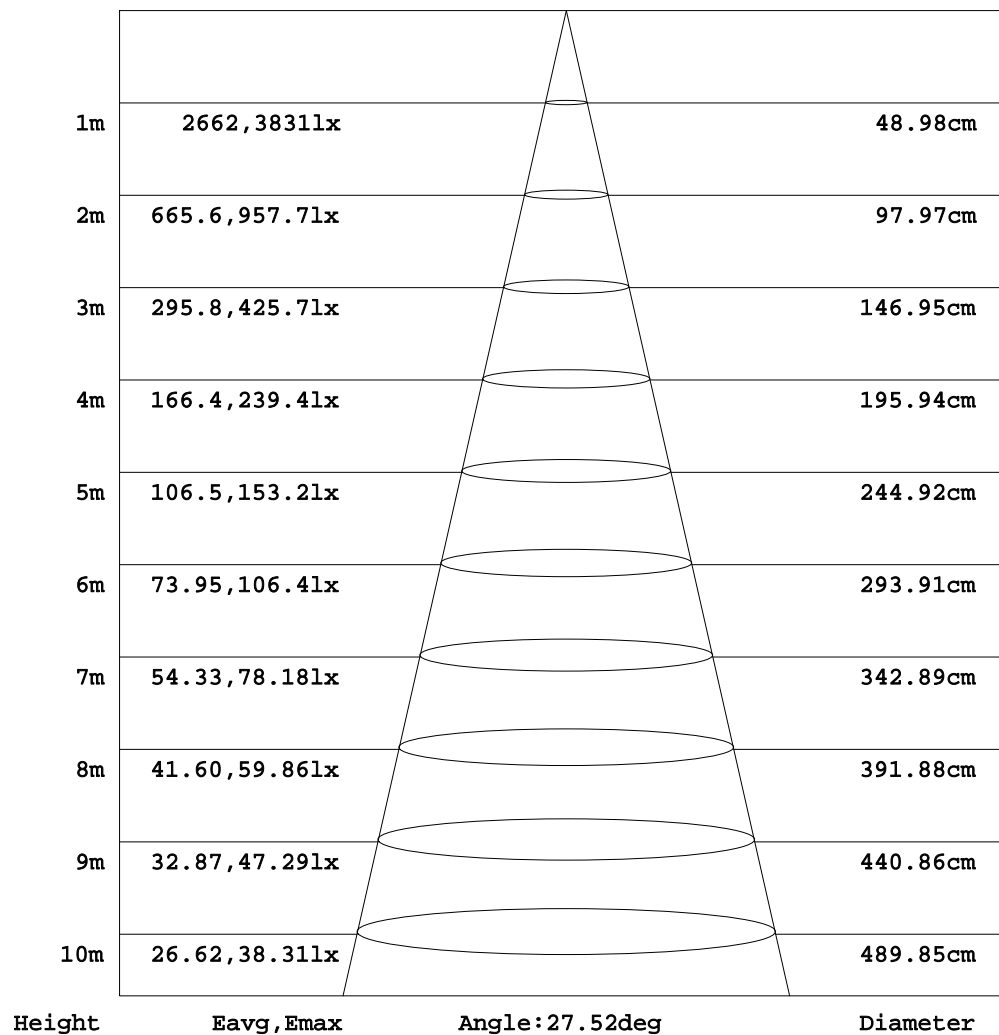 1m 2662,3831lx 48.98cm
2m 665.6,957.7lx 97.97cm
3m 295.8,425.7lx 146.95cm
4m 166.4,239.4lx 195.94cm
5m 106.5,153.2lx 244.92cm
6m 73.95,106.4lx 293.91cm
7m 54.33,78.18lx 342.89cm
8m 41.60,59.86lx 391.88cm
9m 32.87,47.29lx 440.86cm
10m 26.62,38.31lx 489.85cm
Height Eavg,Emax Angle:27.52deg Diameter